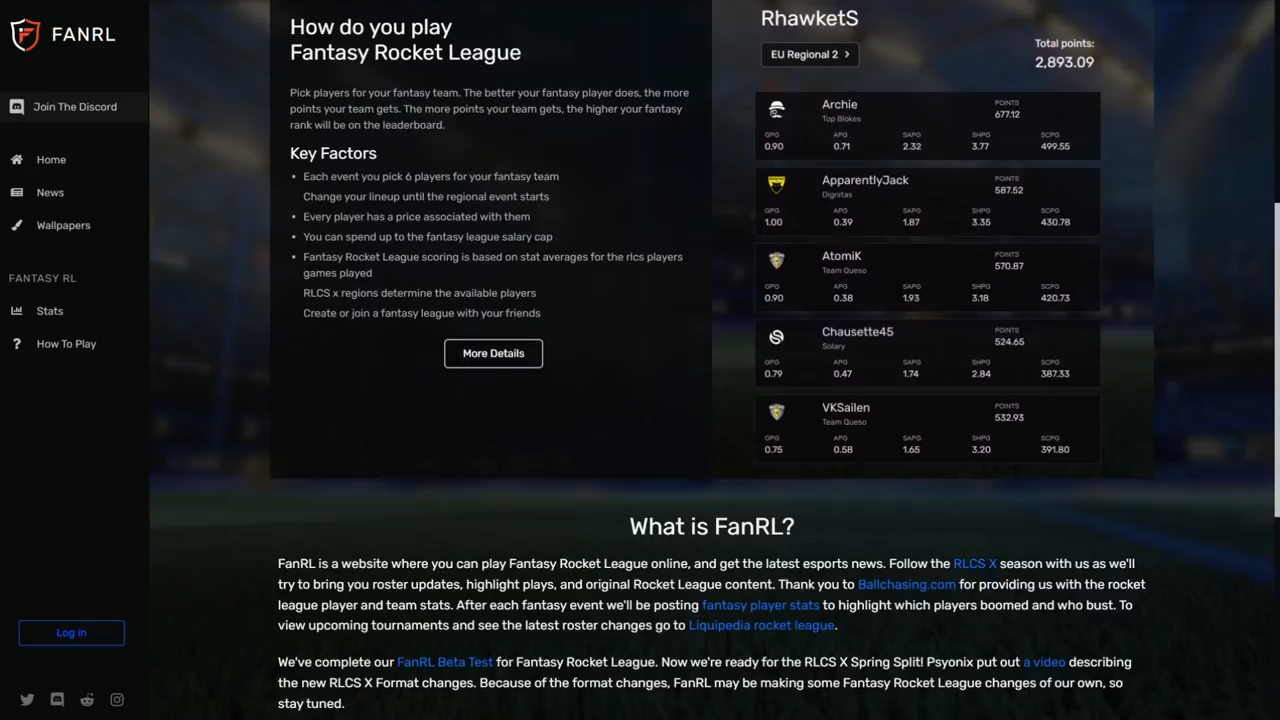 FANRL
Join The Discord
Home
News
Wallpapers
FANTASY RL
Stats
How To Play
Log in
How do you play
Fantasy Rocket League
Pick players for your fantasy team. The better your fantasy player does, the more
points your team gets. The more points your team gets, the higher your fantasy
rank will be on the leaderboard.
Key Factors
• Each event you pick 6 players for your fantasy team
Change your lineup until the regional event starts
• Every player has a price associated with them
• You can spend up to the fantasy league salary cap
• Fantasy Rocket League scoring is based on stat averages for the rlcs players
games played
RLCS x regions determine the available players
Create or join a fantasy league with your friends
More Details
RhawketS
EU Regional 2 >
Total points:
2,893.09
Archie
Top Blokes
POINTS
677.12
GPG APG SAPG SHPG SCPG
0.90 0.71 2.32 3.77 499.55
ApparentlyJack
Dignitas
POINTS
587.52
GPG APG SAPG SHPG SCPG
1.00 0.39 1.87 3.35 430.78
AtomiK
Team Queso
POINTS
570.87
GPG APG SAPG SHPG SCPG
0.90 0.38 1.93 3.18 420.73
Chausette45
Solary
POINTS
524.65
GPG APG SAPG SHPG SCPG
0.79 0.47 1.74 2.84 387.33
VKSailen
Team Queso
POINTS
532.93
GPG APG SAPG SHPG SCPG
0.75 0.58 1.65 3.20 391.80
What is FanRL?
FanRL is a website where you can play Fantasy Rocket League online, and get the latest esports news. Follow the RLCS X season with us as we'll
try to bring you roster updates, highlight plays, and original Rocket League content. Thank you to Ballchasing.com for providing us with the rocket
league player and team stats. After each fantasy event we'll be posting fantasy player stats to highlight which players boomed and who bust. To
view upcoming tournaments and see the latest roster changes go to Liquipedia rocket league.
We've complete our FanRL Beta Test for Fantasy Rocket League. Now we're ready for the RLCS X Spring Split! Psyonix put out a video describing
the new RLCS X Format changes. Because of the format changes, FanRL may be making some Fantasy Rocket League changes of our own, so
stay tuned.